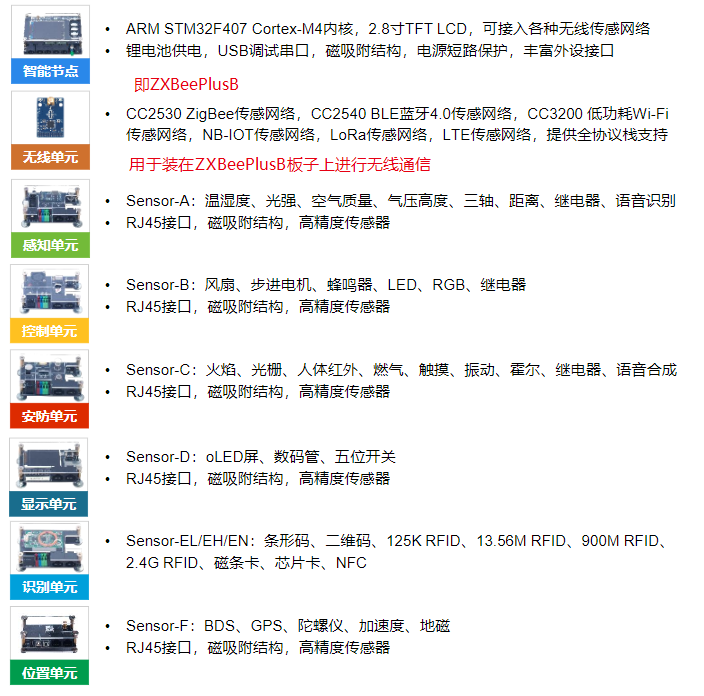 • ARM STM32F407 Cortex-M4内核，2.8寸TFT LCD，可接入各种无线传感网络
• 锂电池供电，USB调试串口，磁吸附结构，电源短路保护，丰富外设接口
智能节点
即ZXBeePlusB
• CC2530 ZigBee传感网络，CC2540 BLE蓝牙4.0传感网络，CC3200 低功耗Wi-Fi
传感网络，NB-IOT传感网络，LoRa传感网络，LTE传感网络，提供全协议栈支持
无线单元
用于装在ZXBeePlusB板子上进行无线通信
• Sensor-A：温湿度、光强、空气质量、气压高度、三轴、距离、继电器、语音识别
• RJ45接口，磁吸附结构，高精度传感器
感知单元
• Sensor-B：风扇、步进电机、蜂鸣器、LED、RGB、继电器
• RJ45接口，磁吸附结构，高精度传感器
控制单元
• Sensor-C：火焰、光栅、人体红外、燃气、触摸、振动、霍尔、继电器、语音合成
• RJ45接口，磁吸附结构，高精度传感器
安防单元
• Sensor-D：oLED屏、数码管、五位开关
• RJ45接口，磁吸附结构，高精度传感器
显示单元
• Sensor-EL/EH/EN：条形码、二维码、125K RFID、13.56M RFID、900M RFID、
2.4G RFID、磁条卡、芯片卡、NFC
识别单元
• Sensor-F：BDS、GPS、陀螺仪、加速度、地磁
• RJ45接口，磁吸附结构，高精度传感器
位置单元